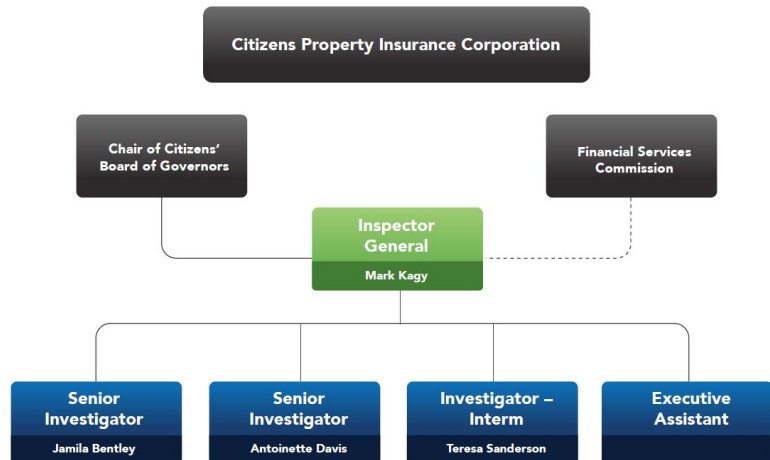 Citizens Property Insurance Corporation
Chair of Citizens'
Board of Governors
Financial Services
Commission
Inspector
General
Mark Kagy
Senior
Investigator
Jamila Bentley
Senior
Investigator
Antoinette Davis
Investigator –
Interm
Teresa Sanderson
Executive
Assistant